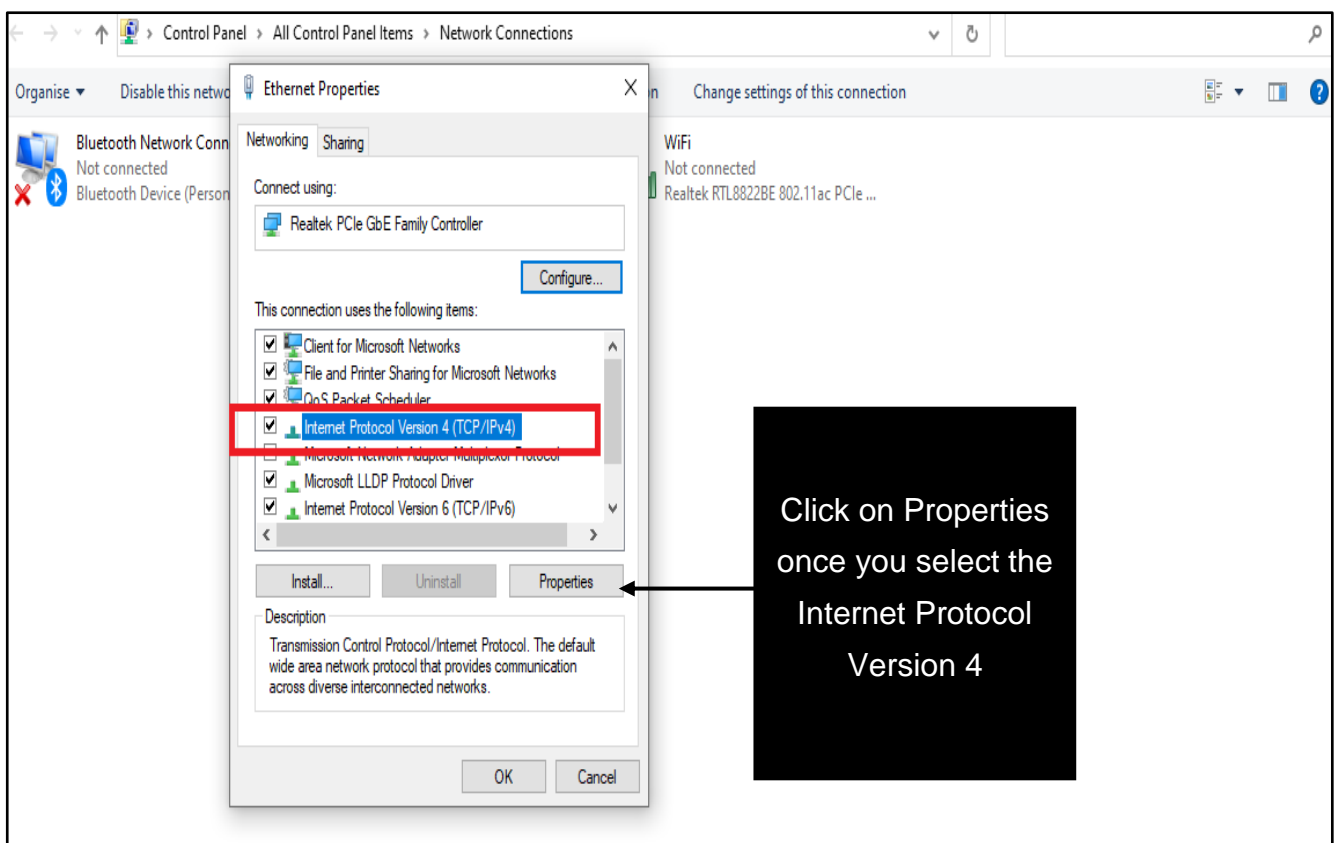 Control Panel > All Control Panel Items > Network Connections
Organise
Disable this netwo
n
Change settings of this connection
Ethernet Properties
X
Bluetooth Network Conn
Not connected
Bluetooth Device (Person
WiFi
Not connected
Realtek RTL8822BE 802.11ac PCIe ...
Networking Sharing
Connect using:
Realtek PCIe GbE Family Controller
Configure...
This connection uses the following items:
Client for Microsoft Networks
File and Printer Sharing for Microsoft Networks
QoS Packet Scheduler
Internet Protocol Version 4 (TCP/IPv4)
Microsoft Network Adapter Multiplexor Protocol
Microsoft LLDP Protocol Driver
Internet Protocol Version 6 (TCP/IPv6)
Install... Uninstall Properties
Description
Transmission Control Protocol/Internet Protocol. The default
wide area network protocol that provides communication
across diverse interconnected networks.
OK Cancel
Click on Properties
once you select the
Internet Protocol
Version 4